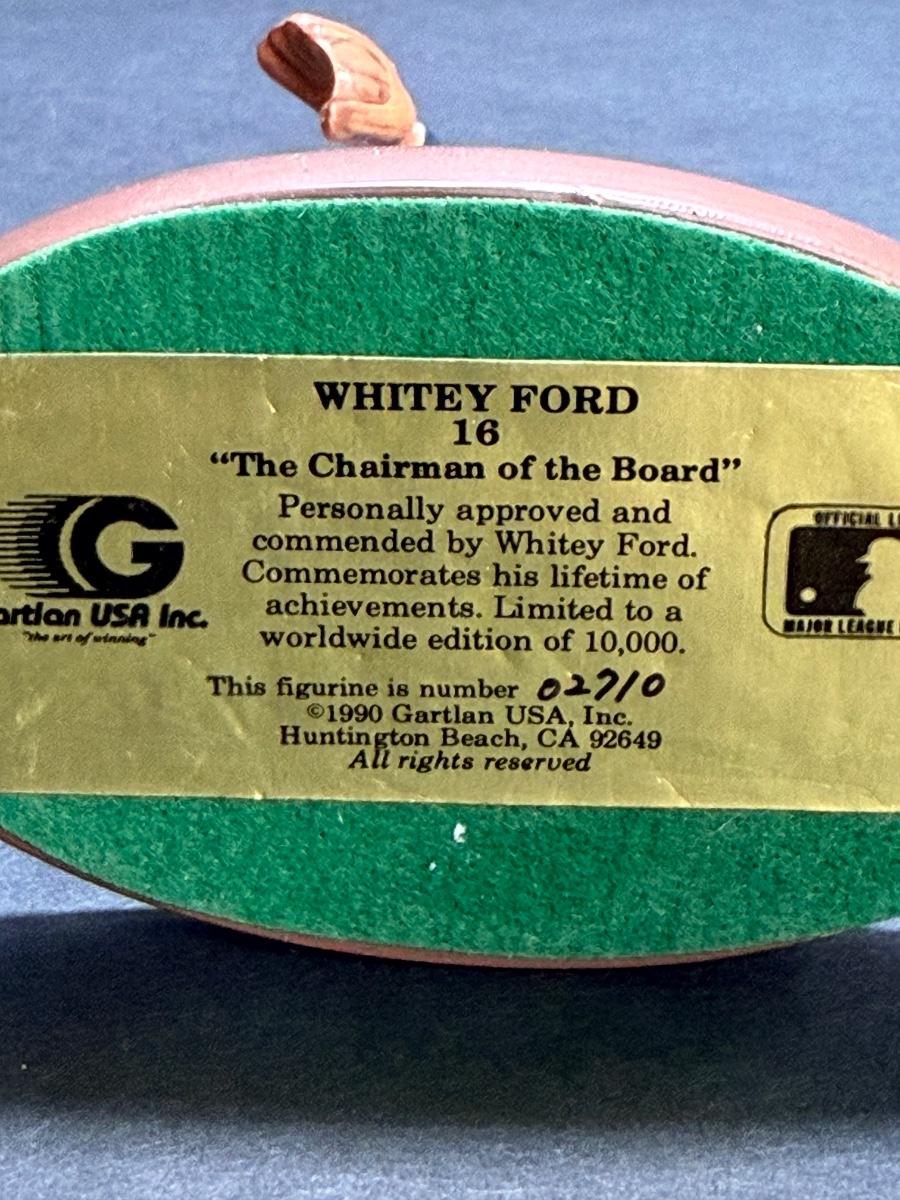 WHITEY FORD
16
“The Chairman of the Board”
Personally approved and
commended by Whitey Ford.
Commemorates his lifetime of
achievements. Limited to a
worldwide edition of 10,000.
This figurine is number 02710
©1990 Gartlan USA, Inc.
Huntington Beach, CA 92649
All rights reserved
G
artlan USA Inc.
"the art of winning"
OFFICIAL LI
MAJOR LEAGUE